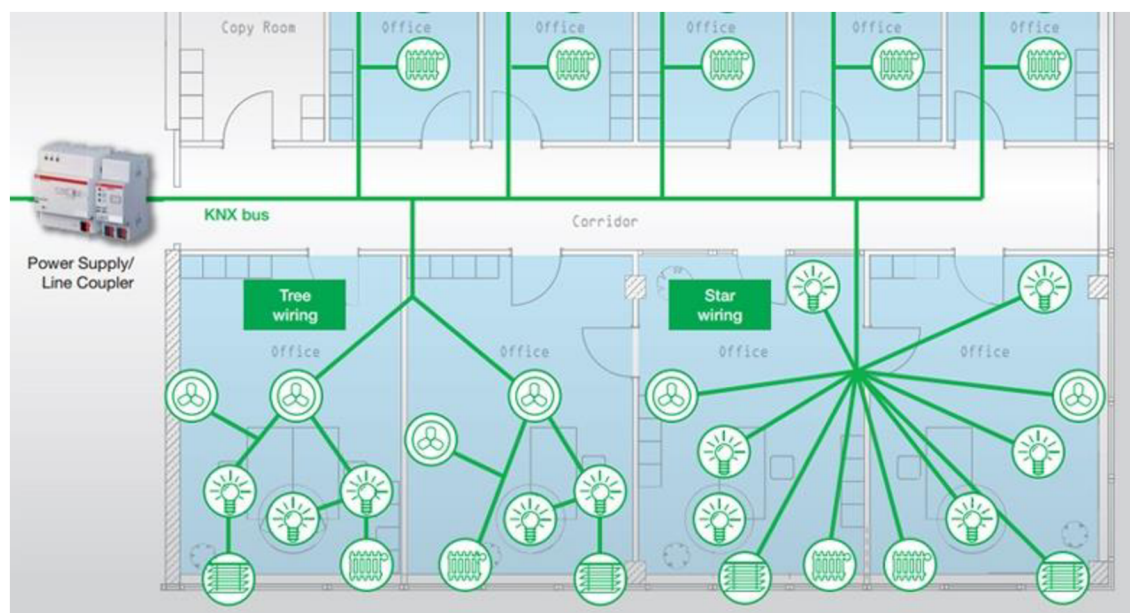 Copy Room
Office
Office
Office
Office
Office
KNX bus
Corridor
Power Supply/
Line Coupler
Tree
wiring
Star
wiring
Office
Office
Office
Office